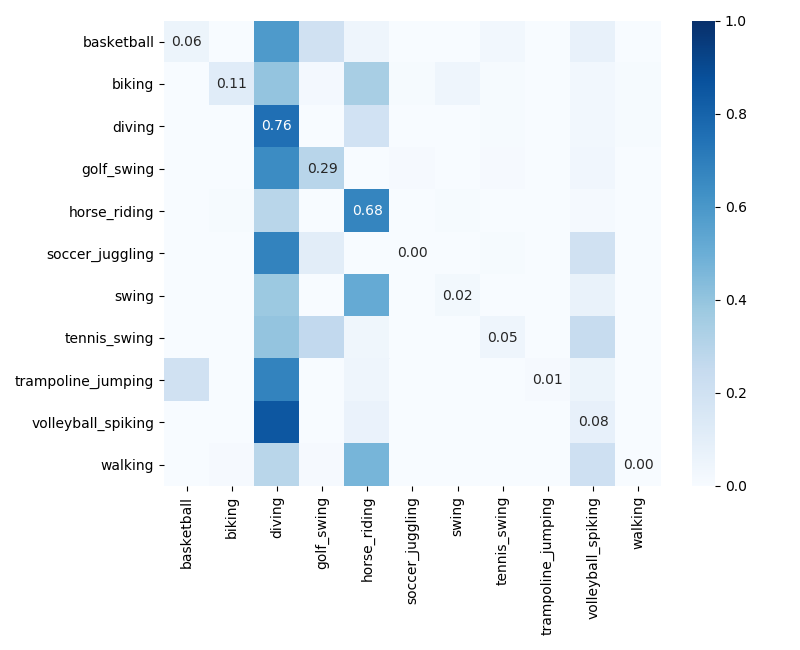 basketball
biking
diving
golf_swing
horse_riding
soccer_juggling
swing
tennis_swing
trampoline_jumping
volleyball_spiking
walking
0.06
0.11
0.76
0.29
0.68
0.00
0.02
0.05
0.01
0.08
0.00
basketball
biking
diving
golf_swing
horse_riding
soccer_juggling
swing
tennis_swing
trampoline_jumping
volleyball_spiking
walking
1.0
0.8
0.6
0.4
0.2
0.0